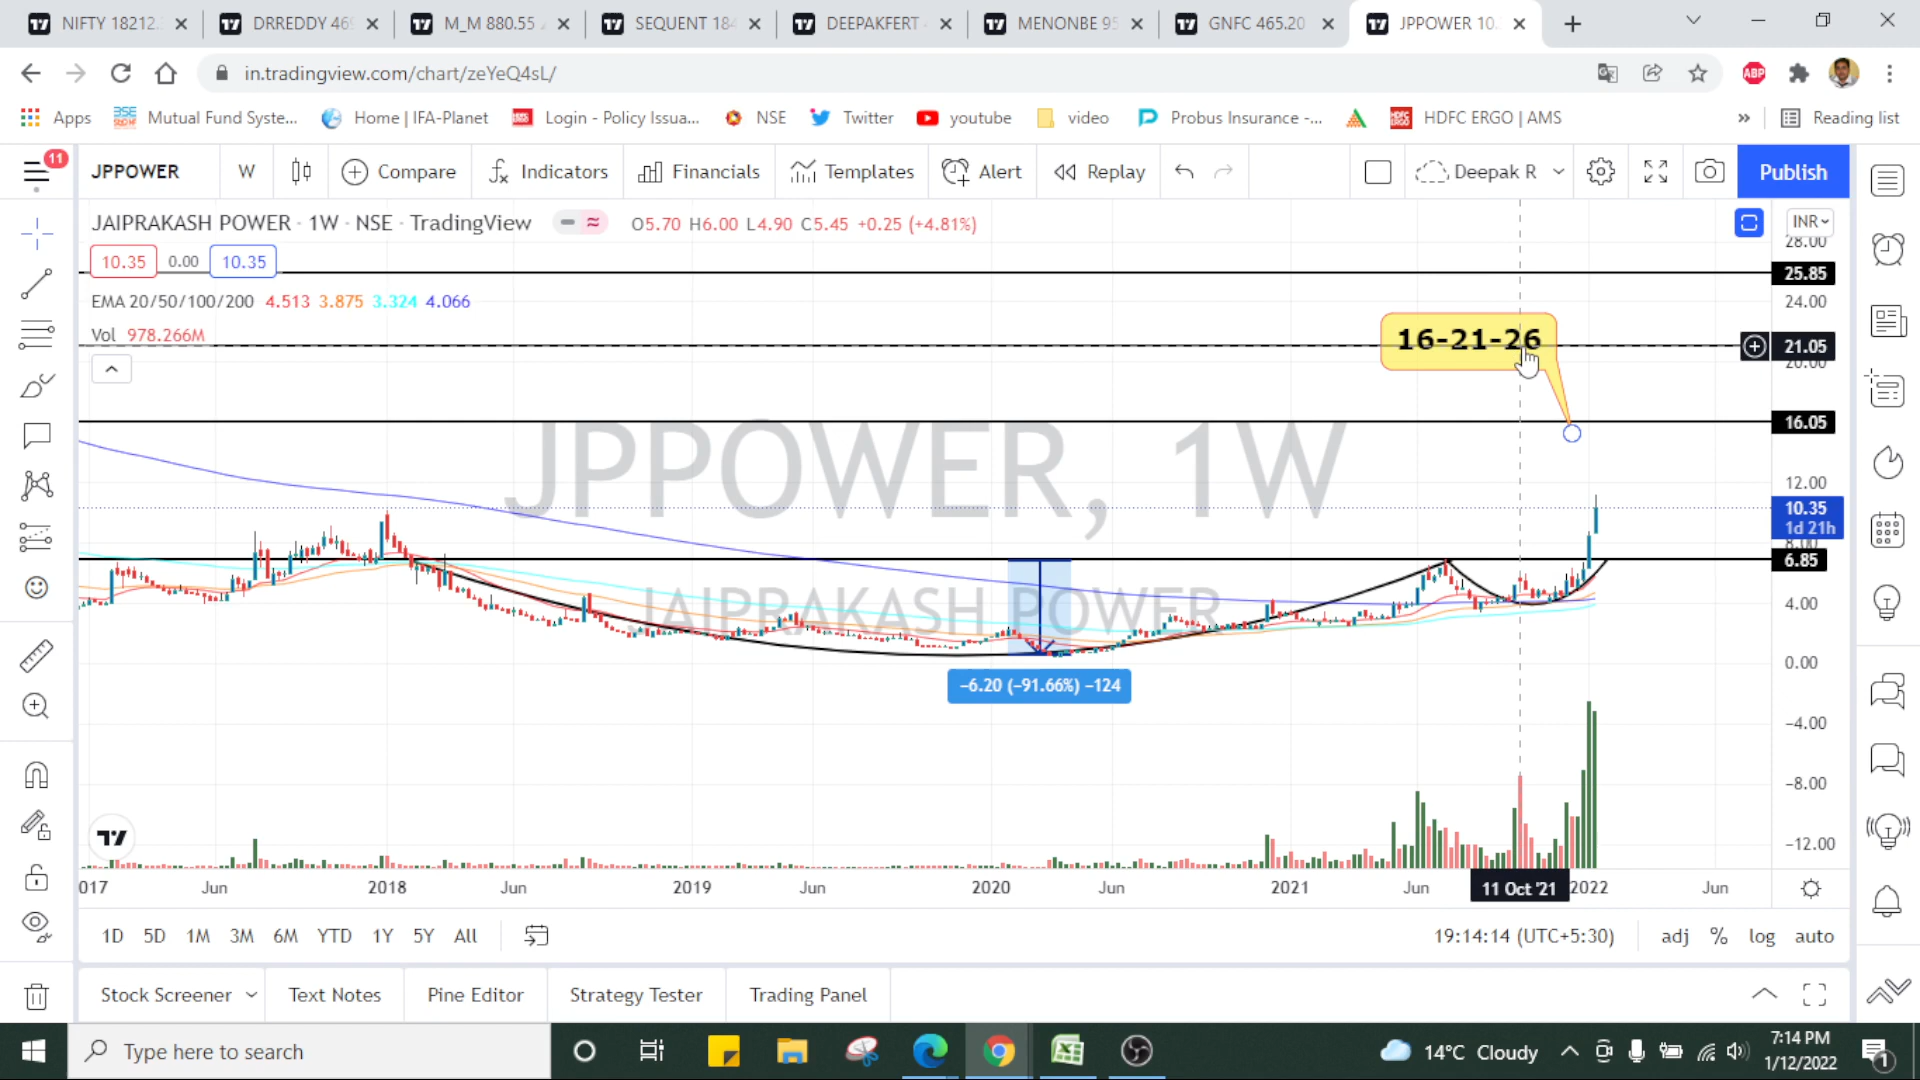 NIFTY 18212. DRREDDY 469 M_M 880.55 SEQUENT 184 DEEPAKFERT MENONBE 95 GNFC 465.20 JPPOWER 10.
in.tradingview.com/chart/zeYeQ4sL/
ABP
Apps Mutual Fund Syste... Home | IFA-Planet Login - Policy Issua... NSE Twitter youtube video Probus Insurance -... HDFC ERGO | AMS » Reading list
11
JPPOWER W Compare Indicators Financials Templates Alert Replay Deepak R Publish
JAIPRAKASH POWER · 1W · NSE · TradingView O5.70 H6.00 L4.90 C5.45 +0.25 (+4.81%) INR
28.00
10.35 0.00 10.35
25.85
EMA 20/50/100/200 4.513 3.875 3.324 4.066
24.00
Vol 978.266M
16-21-26
21.05
20.00
16.05
JPPOWER, 1W
12.00
10.35
1d 21h
8.00
6.85
JAIPRAKASH POWER
4.00
0.00
−6.20 (−91.66%) −124
−4.00
−8.00
−12.00
017 Jun 2018 Jun 2019 Jun 2020 Jun 2021 Jun 11 Oct '21 2022 Jun
1D 5D 1M 3M 6M YTD 1Y 5Y All 19:14:14 (UTC+5:30) adj % log auto
Stock Screener Text Notes Pine Editor Strategy Tester Trading Panel
Type here to search
14°C Cloudy
7:14 PM
1/12/2022
1